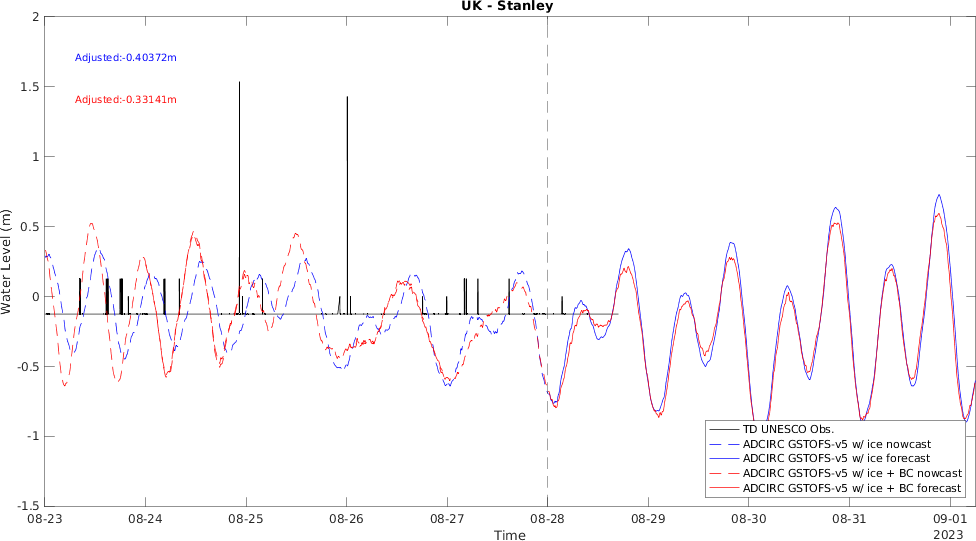 UK - Stanley
Adjusted:-0.40372m
Adjusted:-0.33141m
Water Level (m)
2
1.5
1
0.5
0
-0.5
-1
-1.5
TD UNESCO Obs.
ADCIRC GSTOFS-v5 w/ ice nowcast
ADCIRC GSTOFS-v5 w/ ice forecast
ADCIRC GSTOFS-v5 w/ ice + BC nowcast
ADCIRC GSTOFS-v5 w/ ice + BC forecast
08-23 08-24 08-25 08-26 08-27 08-28 08-29 08-30 08-31 09-01
2023
Time